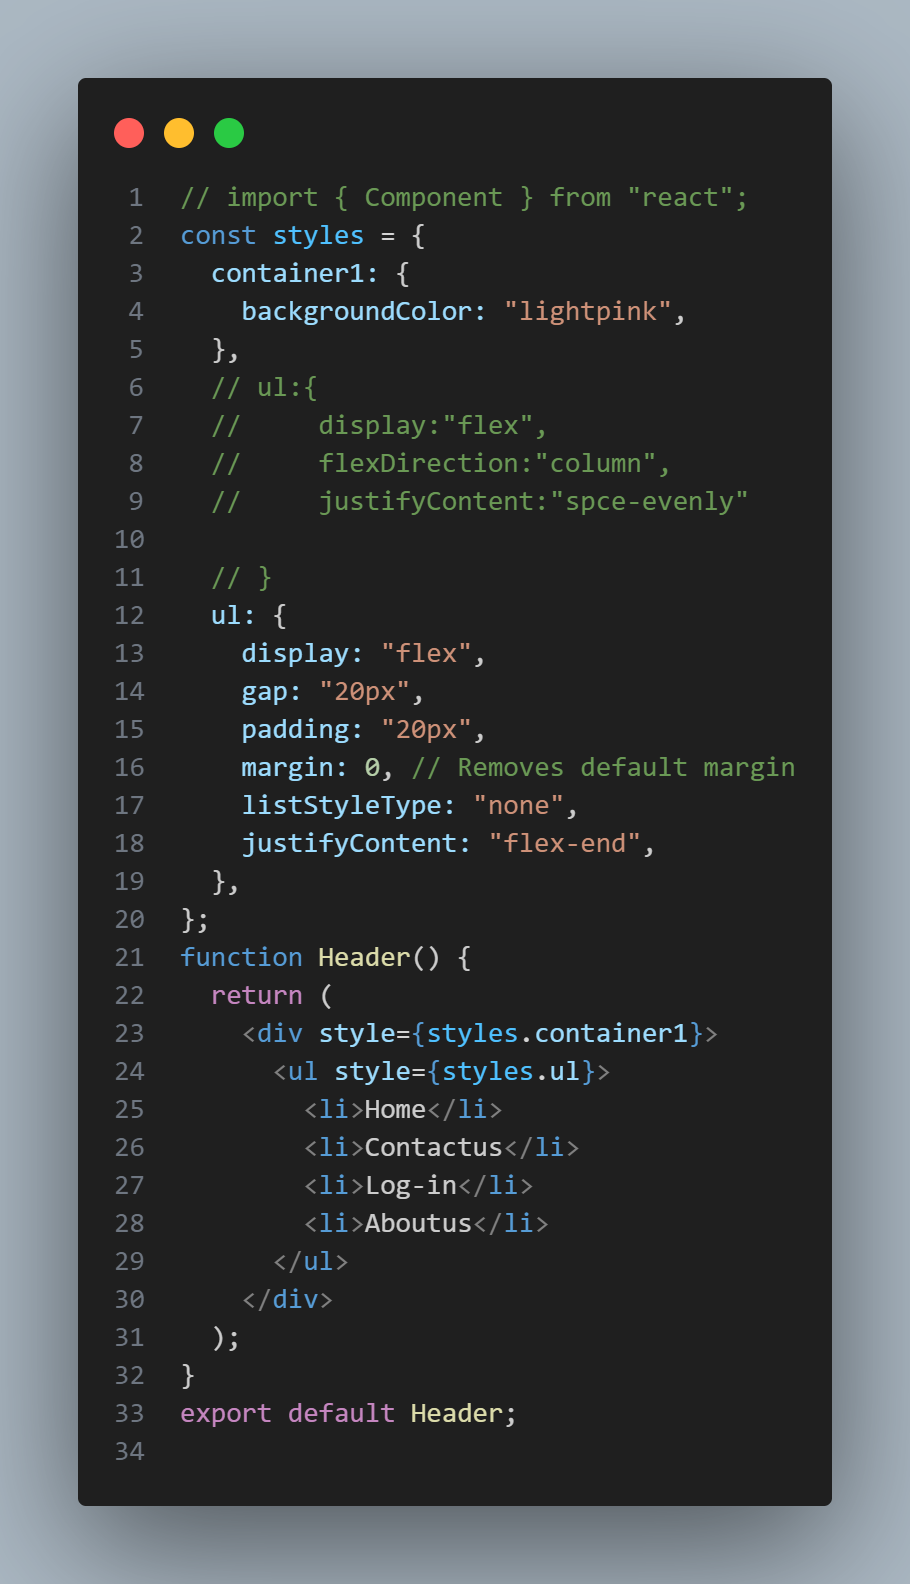 1 // import { Component } from "react";
2 const styles = {
3   container1: {
4     backgroundColor: "lightpink",
5   },
6   // ul:{
7   //     display:"flex",
8   //     flexDirection:"column",
9   //     justifyContent:"spce-evenly"
10
11   // }
12   ul: {
13     display: "flex",
14     gap: "20px",
15     padding: "20px",
16     margin: 0, // Removes default margin
17     listStyleType: "none",
18     justifyContent: "flex-end",
19   },
20 };
21 function Header() {
22   return (
23     <div style={styles.container1}>
24       <ul style={styles.ul}>
25         <li>Home</li>
26         <li>Contactus</li>
27         <li>Log-in</li>
28         <li>Aboutus</li>
29       </ul>
30     </div>
31   );
32 }
33 export default Header;
34